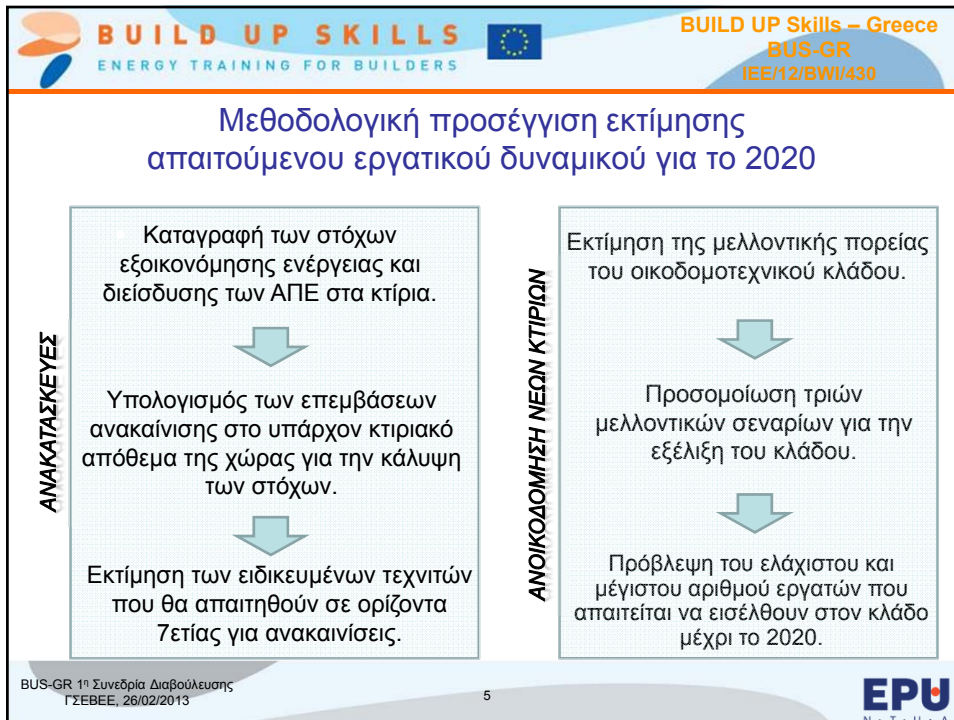 BUILD UP SKILLS
ENERGY TRAINING FOR BUILDERS
BUILD UP Skills – Greece
BUS-GR
IEE/12/BWI/430
Μεθοδολογική προσέγγιση εκτίμησης
απαιτούμενου εργατικού δυναμικού για το 2020
ΑΝΑΚΑΤΑΣΚΕΥΕΣ
Καταγραφή των στόχων
εξοικονόμησης ενέργειας και
διείσδυσης των ΑΠΕ στα κτίρια.
Υπολογισμός των επεμβάσεων
ανακαίνισης στο υπάρχον κτιριακό
απόθεμα της χώρας για την κάλυψη
των στόχων.
Εκτίμηση των ειδικευμένων τεχνιτών
που θα απαιτηθούν σε ορίζοντα
7ετίας για ανακαινίσεις.
ΑΝΟΙΚΟΔΟΜΗΣΗ ΝΕΩΝ ΚΤΙΡΙΩΝ
Εκτίμηση της μελλοντικής πορείας
του οικοδομοτεχνικού κλάδου.
Προσομοίωση τριών
μελλοντικών σεναρίων για την
εξέλιξη του κλάδου.
Πρόβλεψη του ελάχιστου και
μέγιστου αριθμού εργατών που
απαιτείται να εισέλθουν στον κλάδο
μέχρι το 2020.
BUS-GR 1η Συνεδρία Διαβούλευσης
ΓΣΕΒΕΕ, 26/02/2013
5
EPU
N·T·U·A